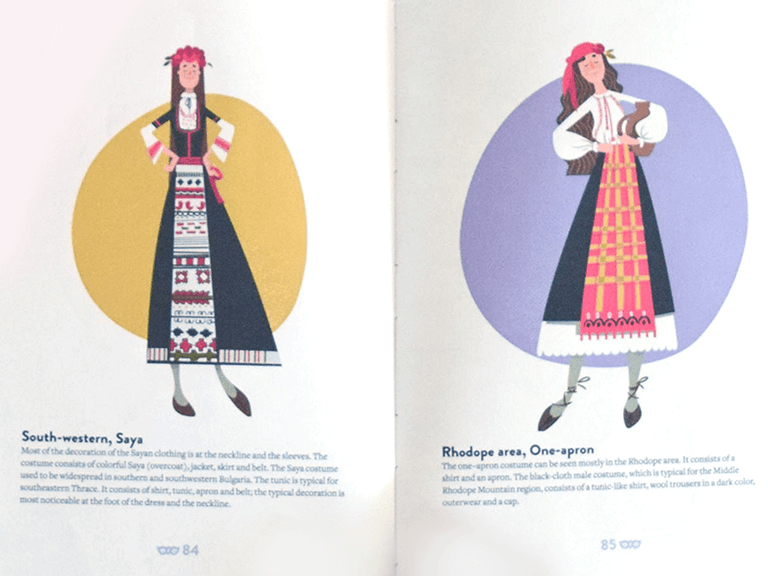 South-western, Saya
Most of the decoration of the Sayan clothing is at the neckline and the sleeves. The
costume consists of colorful Saya (overcoat), jacket, skirt and belt. The Saya costume
used to be widespread in southern and southwestern Bulgaria. The tunic is typical for
southeastern Thrace. It consists of shirt, tunic, apron and belt; the typical decoration is
most noticeable at the foot of the dress and the neckline.
84
Rhodope area, One-apron
The one-apron costume can be seen mostly in the Rhodope area. It consists of a
shirt and an apron. The black-cloth male costume, which is typical for the Middle
Rhodope Mountain region, consists of a tunic-like shirt, wool trousers in a dark color,
outerwear and a cap.
85